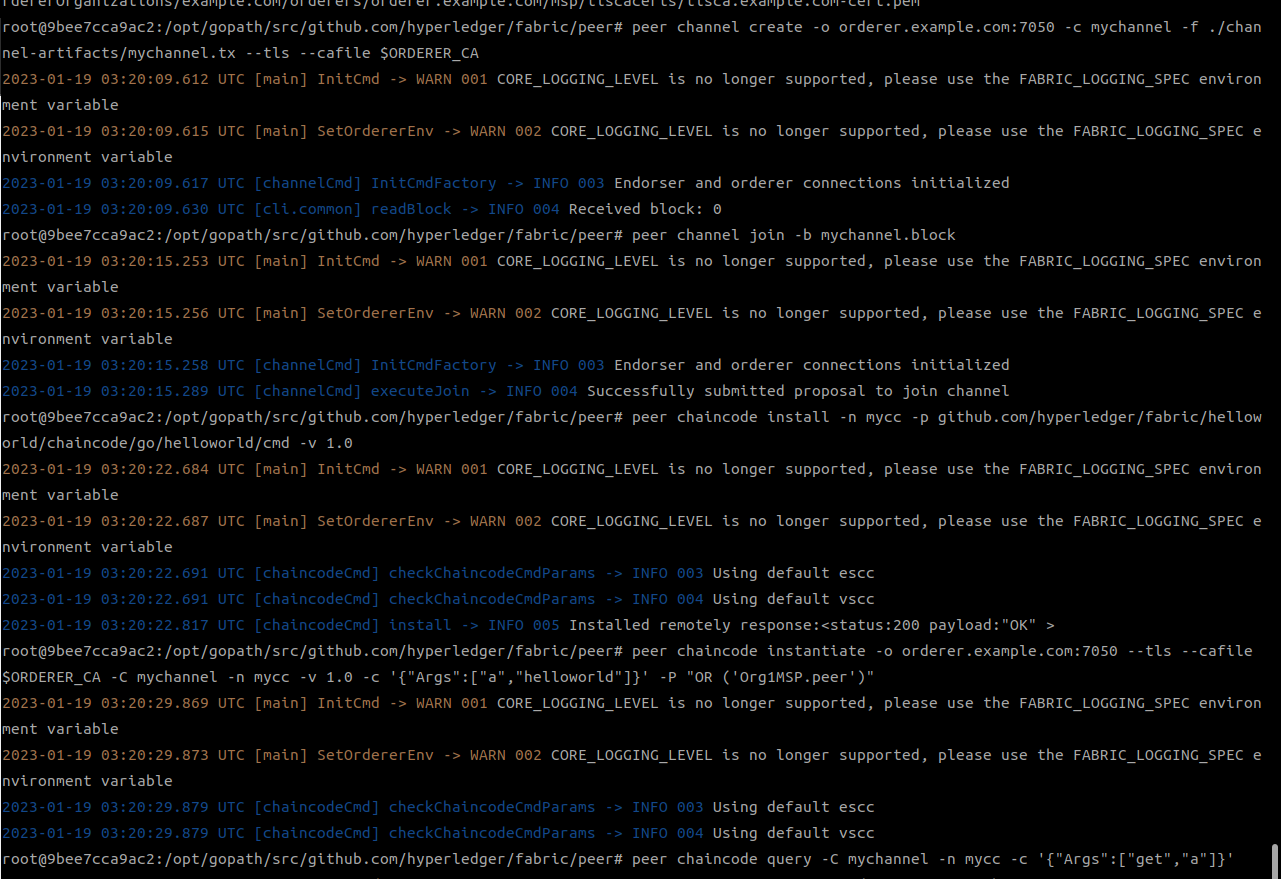 rdererorganizations/example.com/orderers/orderer.example.com/msp/tlscacerts/tlsca.example.com-cert.pem
root@9bee7cca9ac2:/opt/gopath/src/github.com/hyperledger/fabric/peer# peer channel create -o orderer.example.com:7050 -c mychannel -f ./chan
nel-artifacts/mychannel.tx --tls --cafile $ORDERER_CA
2023-01-19 03:20:09.612 UTC [main] InitCmd -> WARN 001 CORE_LOGGING_LEVEL is no longer supported, please use the FABRIC_LOGGING_SPEC environ
ment variable
2023-01-19 03:20:09.615 UTC [main] SetOrdererEnv -> WARN 002 CORE_LOGGING_LEVEL is no longer supported, please use the FABRIC_LOGGING_SPEC e
nvironment variable
2023-01-19 03:20:09.617 UTC [channelCmd] InitCmdFactory -> INFO 003 Endorser and orderer connections initialized
2023-01-19 03:20:09.630 UTC [cli.common] readBlock -> INFO 004 Received block: 0
root@9bee7cca9ac2:/opt/gopath/src/github.com/hyperledger/fabric/peer# peer channel join -b mychannel.block
2023-01-19 03:20:15.253 UTC [main] InitCmd -> WARN 001 CORE_LOGGING_LEVEL is no longer supported, please use the FABRIC_LOGGING_SPEC environ
ment variable
2023-01-19 03:20:15.256 UTC [main] SetOrdererEnv -> WARN 002 CORE_LOGGING_LEVEL is no longer supported, please use the FABRIC_LOGGING_SPEC e
nvironment variable
2023-01-19 03:20:15.258 UTC [channelCmd] InitCmdFactory -> INFO 003 Endorser and orderer connections initialized
2023-01-19 03:20:15.289 UTC [channelCmd] executeJoin -> INFO 004 Successfully submitted proposal to join channel
root@9bee7cca9ac2:/opt/gopath/src/github.com/hyperledger/fabric/peer# peer chaincode install -n mycc -p github.com/hyperledger/fabric/hellow
orld/chaincode/go/helloworld/cmd -v 1.0
2023-01-19 03:20:22.684 UTC [main] InitCmd -> WARN 001 CORE_LOGGING_LEVEL is no longer supported, please use the FABRIC_LOGGING_SPEC environ
ment variable
2023-01-19 03:20:22.687 UTC [main] SetOrdererEnv -> WARN 002 CORE_LOGGING_LEVEL is no longer supported, please use the FABRIC_LOGGING_SPEC e
nvironment variable
2023-01-19 03:20:22.691 UTC [chaincodeCmd] checkChaincodeCmdParams -> INFO 003 Using default escc
2023-01-19 03:20:22.691 UTC [chaincodeCmd] checkChaincodeCmdParams -> INFO 004 Using default vscc
2023-01-19 03:20:22.817 UTC [chaincodeCmd] install -> INFO 005 Installed remotely response:<status:200 payload:"OK" >
root@9bee7cca9ac2:/opt/gopath/src/github.com/hyperledger/fabric/peer# peer chaincode instantiate -o orderer.example.com:7050 --tls --cafile
$ORDERER_CA -C mychannel -n mycc -v 1.0 -c '{"Args":["a","helloworld"]}' -P "OR ('Org1MSP.peer')"
2023-01-19 03:20:29.869 UTC [main] InitCmd -> WARN 001 CORE_LOGGING_LEVEL is no longer supported, please use the FABRIC_LOGGING_SPEC environ
ment variable
2023-01-19 03:20:29.873 UTC [main] SetOrdererEnv -> WARN 002 CORE_LOGGING_LEVEL is no longer supported, please use the FABRIC_LOGGING_SPEC e
nvironment variable
2023-01-19 03:20:29.879 UTC [chaincodeCmd] checkChaincodeCmdParams -> INFO 003 Using default escc
2023-01-19 03:20:29.879 UTC [chaincodeCmd] checkChaincodeCmdParams -> INFO 004 Using default vscc
root@9bee7cca9ac2:/opt/gopath/src/github.com/hyperledger/fabric/peer# peer chaincode query -C mychannel -n mycc -c '{"Args":["get","a"]}'